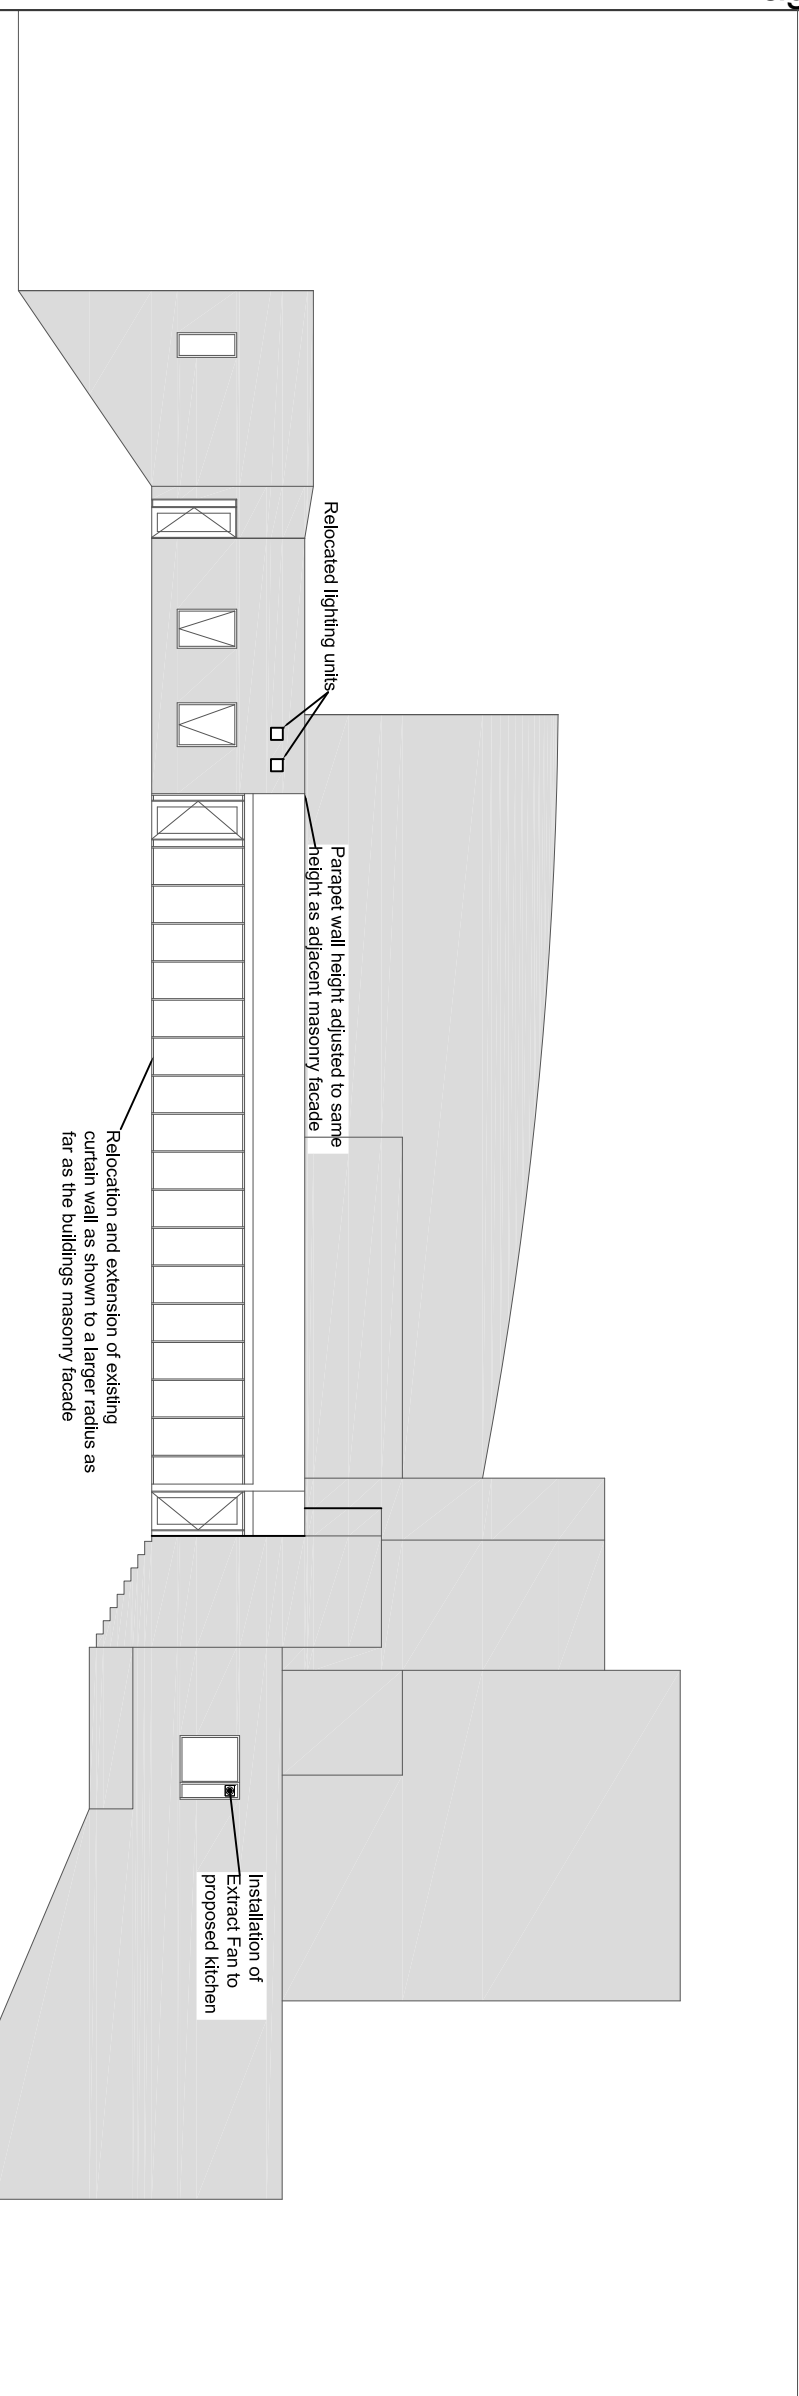 Relocated lighting units
Parapet wall height adjusted to same
height as adjacent masonry facade
Relocation and extension of existing
curtain wall as shown to a larger radius as
far as the buildings masonry facade
Installation of
Extract Fan to
proposed kitchen